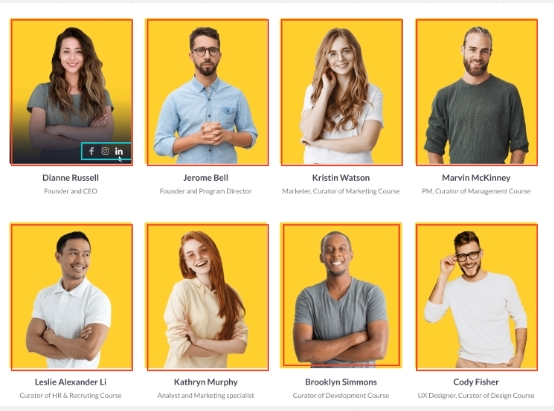 Dianne Russell
Founder and CEO
Jerome Bell
Founder and Program Director
Kristin Watson
Marketer, Curator of Marketing Course
Marvin McKinney
PM, Curator of Management Course
Leslie Alexander Li
Curator of HR & Recruting Course
Kathryn Murphy
Analyst and Marketing specialist
Brooklyn Simmons
Curator of Development Course
Cody Fisher
UX Designer, Curator of Design Course